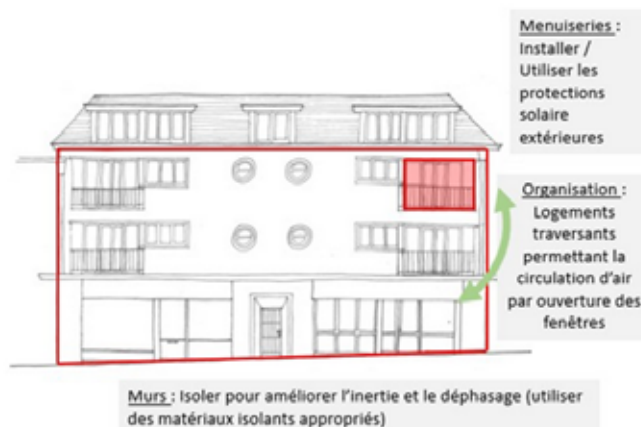 Menuiseries :
Installer /
Utiliser les
protections
solaire
extérieures
Organisation :
Logements
traversants
permettant la
circulation d’air
par ouverture des
fenêtres
Murs : Isoler pour améliorer l’inertie et le déphasage (utiliser
des matériaux isolants appropriés)